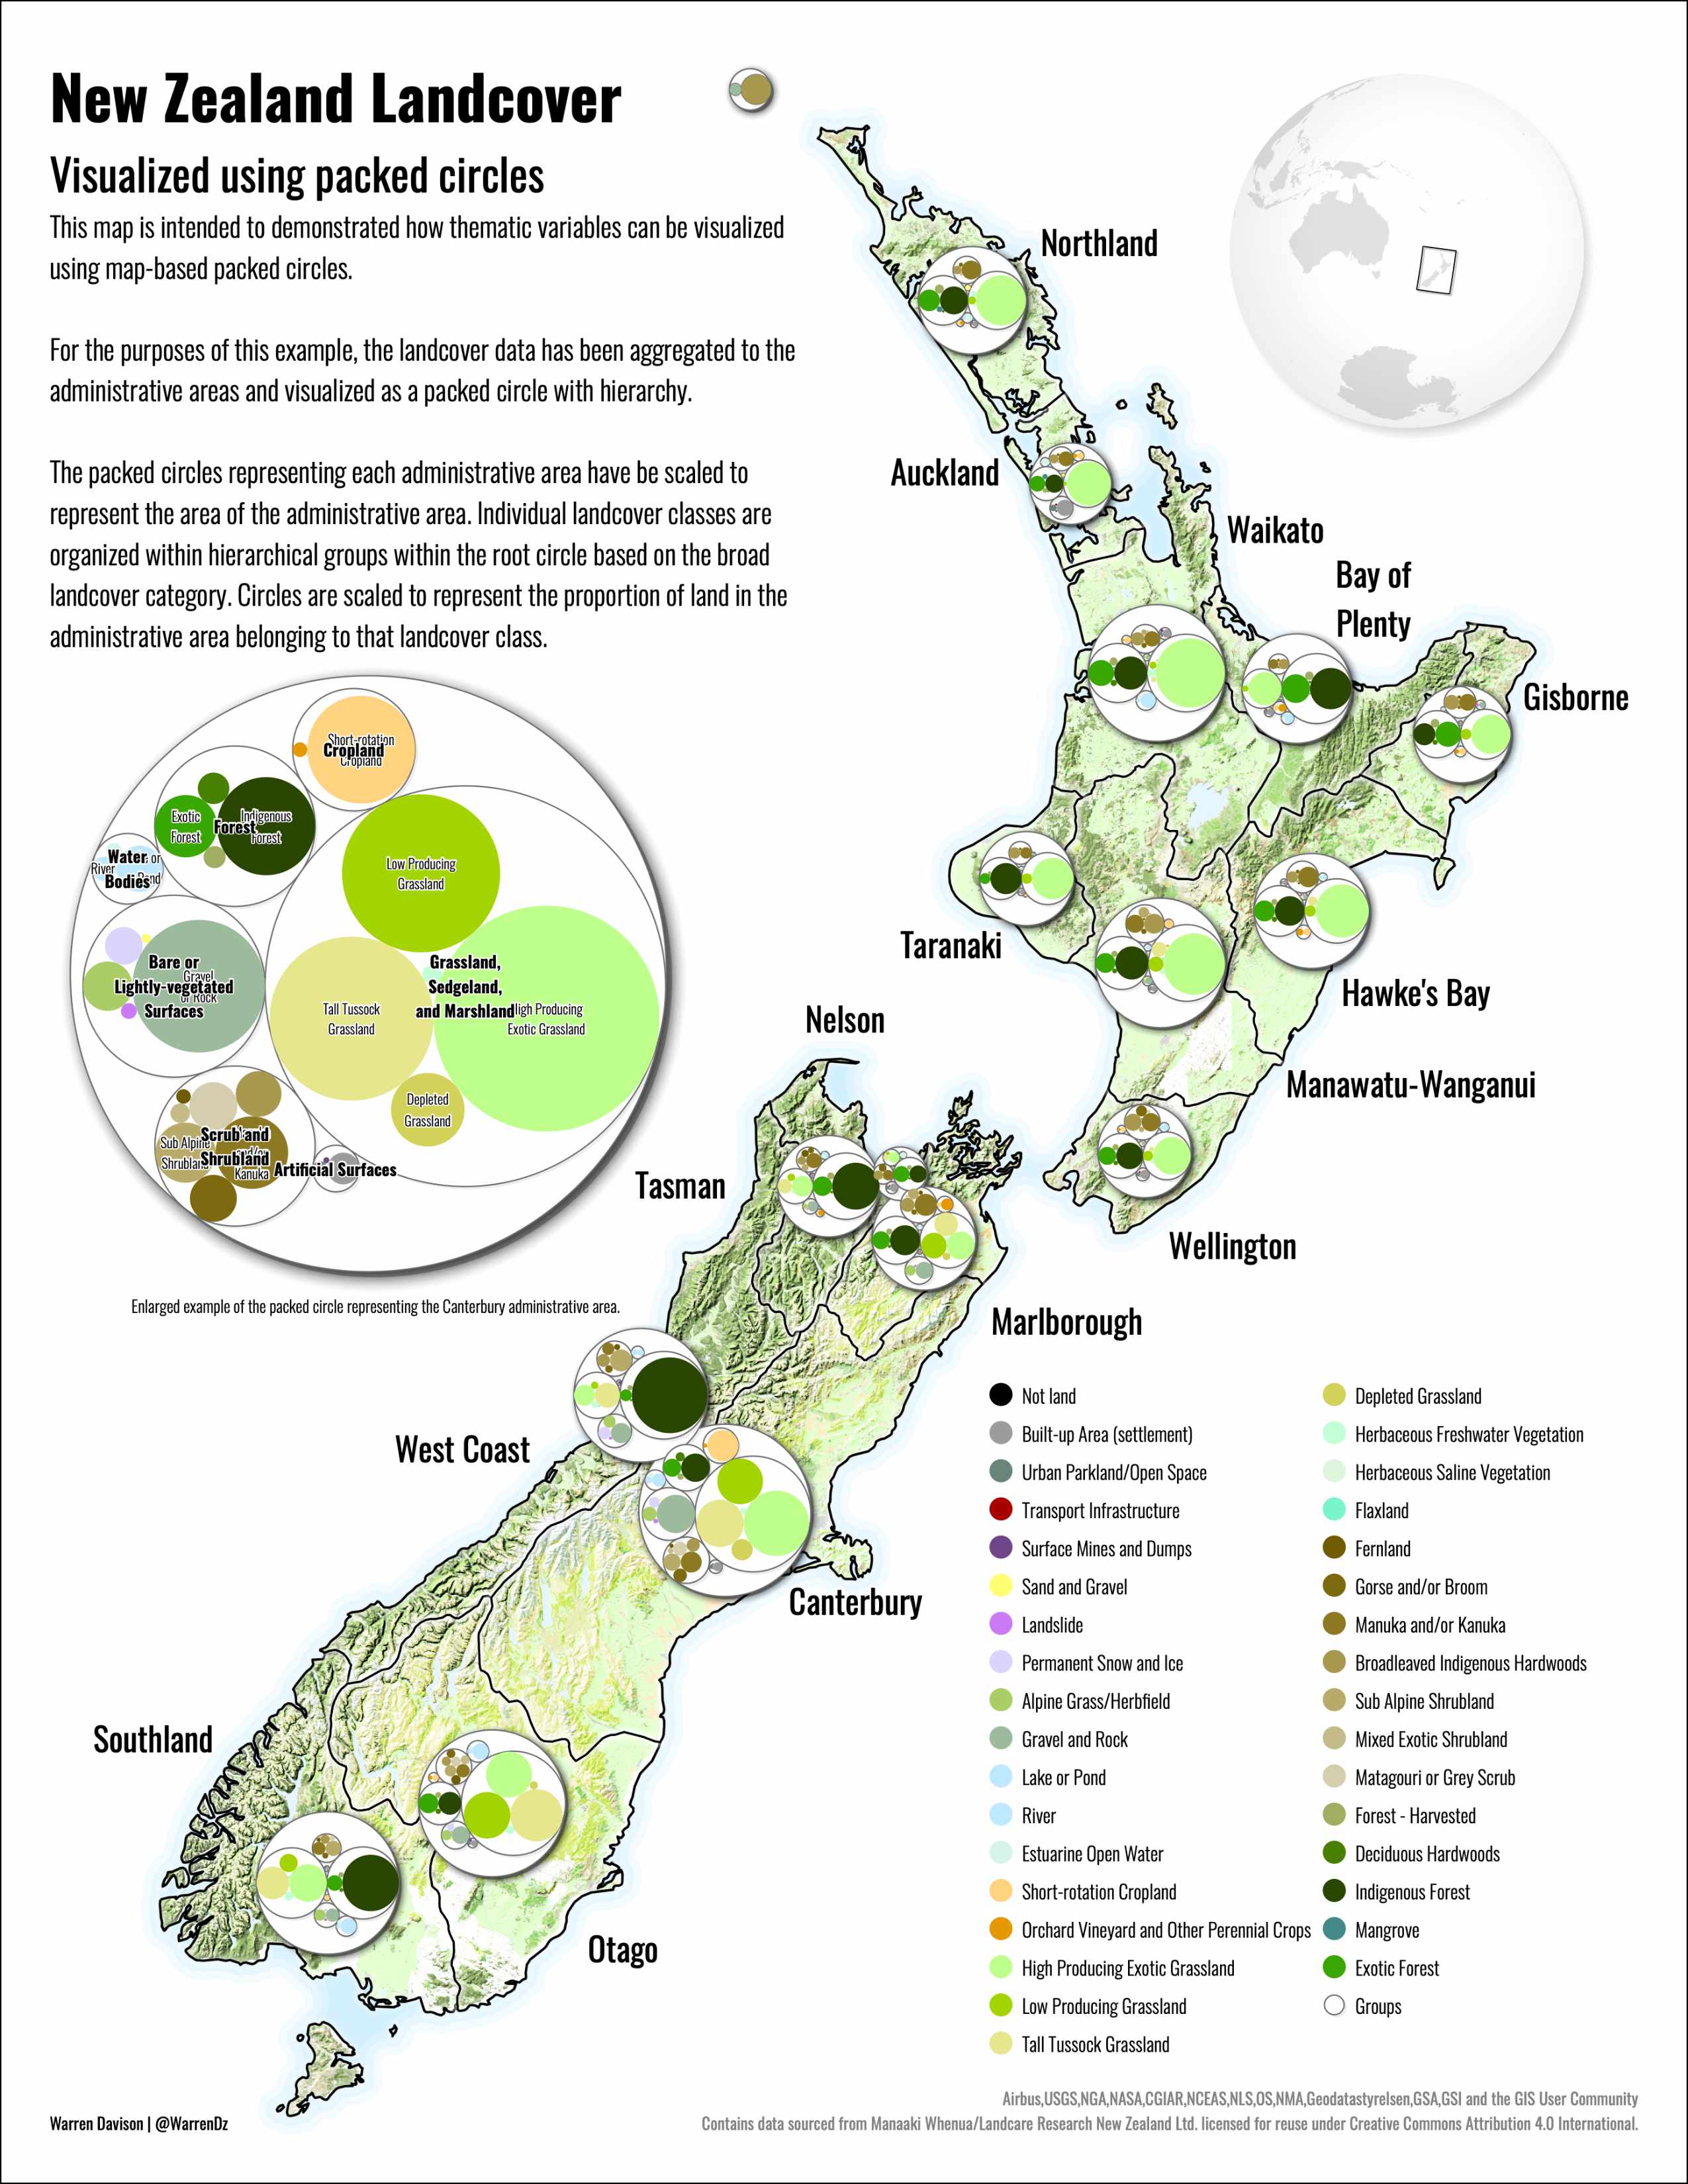 New Zealand Landcover
Visualized using packed circles
This map is intended to demonstrated how thematic variables can be visualized
using map-based packed circles.
For the purposes of this example, the landcover data has been aggregated to the
administrative areas and visualized as a packed circle with hierarchy.
The packed circles representing each administrative area have be scaled to
represent the area of the administrative area. Individual landcover classes are
organized within hierarchical groups within the root circle based on the broad
landcover category. Circles are scaled to represent the proportion of land in the
administrative area belonging to that landcover class.
Short-rotation
Cropland
Cropland
Exotic
Forest
Indigenous
Forest
Forest
Water or
River
Bodies
Pond
Low Producing
Grassland
Bare or
Gravel
Lightly-vegetated
or Rock
Surfaces
Tall Tussock
Grassland
Grassland,
Sedgeland,
and Marshland
High Producing
Exotic Grassland
Depleted
Grassland
Sub Alpine
Shrubland
Scrub and
Shrubland
and/or
Kanuka
Artificial Surfaces
Enlarged example of the packed circle representing the Canterbury administrative area.
Northland
Auckland
Waikato
Bay of
Plenty
Gisborne
Taranaki
Hawke's Bay
Nelson
Manawatu-Wanganui
Tasman
Wellington
Marlborough
West Coast
Canterbury
Southland
Otago
Not land
Built-up Area (settlement)
Urban Parkland/Open Space
Transport Infrastructure
Surface Mines and Dumps
Sand and Gravel
Landslide
Permanent Snow and Ice
Alpine Grass/Herbfield
Gravel and Rock
Lake or Pond
River
Estuarine Open Water
Short-rotation Cropland
Orchard Vineyard and Other Perennial Crops
High Producing Exotic Grassland
Low Producing Grassland
Tall Tussock Grassland
Depleted Grassland
Herbaceous Freshwater Vegetation
Herbaceous Saline Vegetation
Flaxland
Fernland
Gorse and/or Broom
Manuka and/or Kanuka
Broadleaved Indigenous Hardwoods
Sub Alpine Shrubland
Mixed Exotic Shrubland
Matagouri or Grey Scrub
Forest - Harvested
Deciduous Hardwoods
Indigenous Forest
Mangrove
Exotic Forest
Groups
Airbus,USGS,NGA,NASA,CGIAR,NCEAS,NLS,OS,NMA,Geodatastyrelsen,GSA,GSI and the GIS User Community
Contains data sourced from Manaaki Whenua/Landcare Research New Zealand Ltd. licensed for reuse under Creative Commons Attribution 4.0 International.
Warren Davison | @WarrenDz